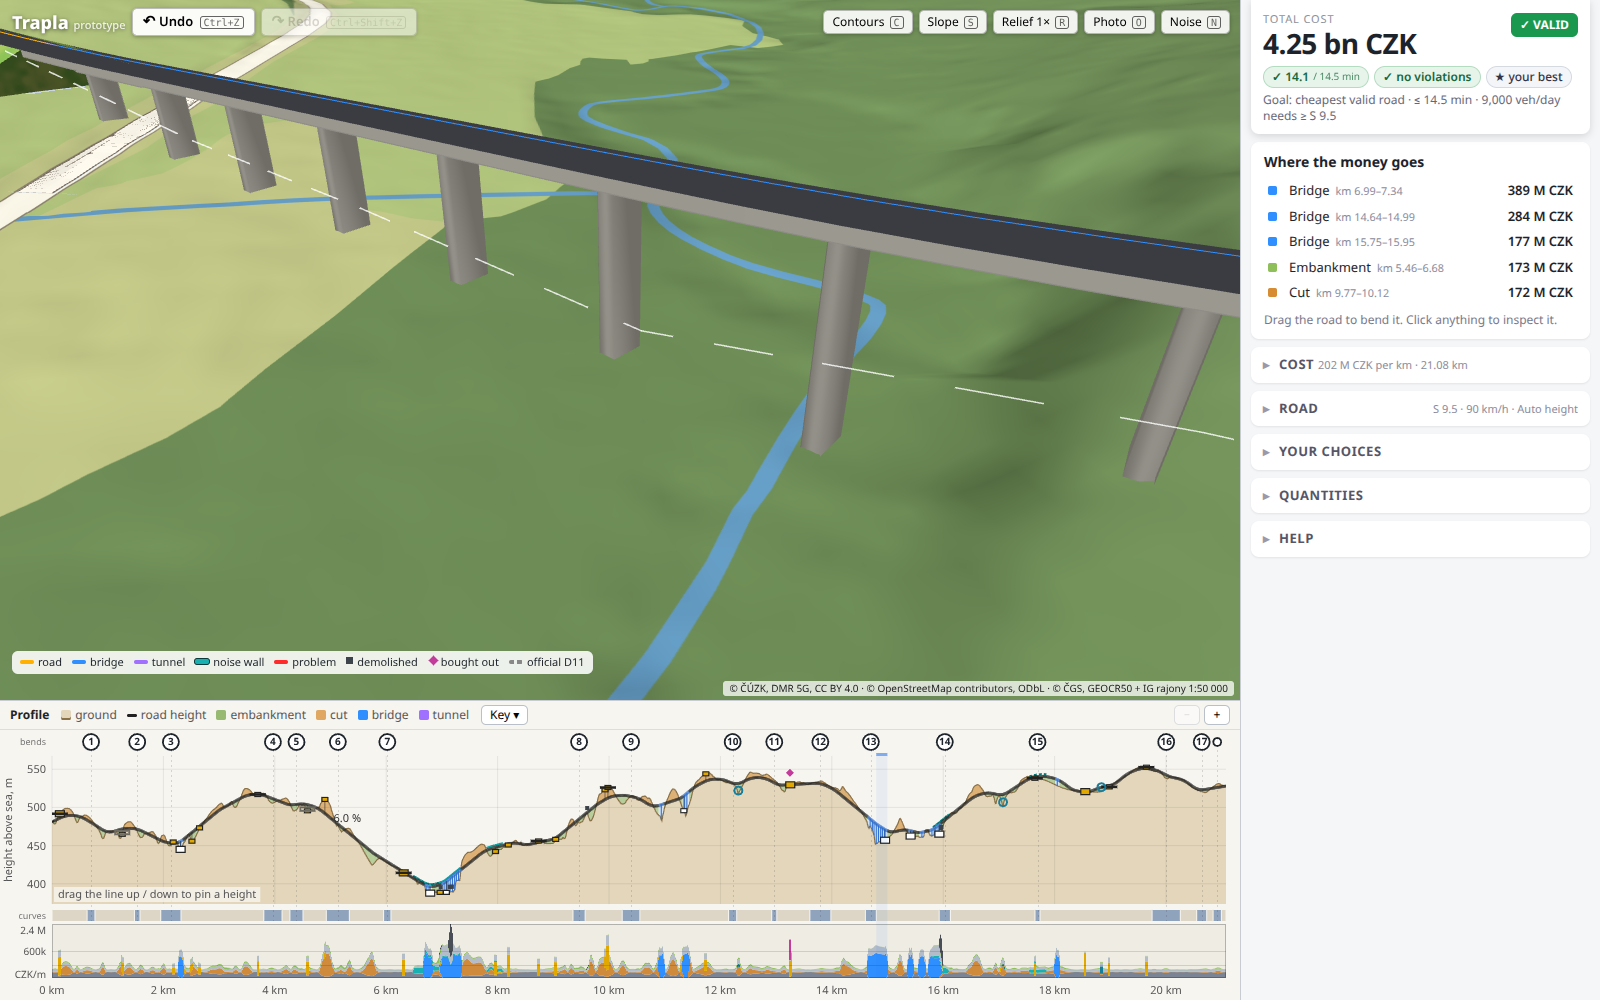 Trapla prototype
↶ Undo Ctrl+Z
↷ Redo Ctrl+Shift+Z
Contours C
Slope S
Relief 1× R
Photo O
Noise N
road
bridge
tunnel
noise wall
problem
demolished
bought out
official D11
© ČÚZK, DMR 5G, CC BY 4.0 · © OpenStreetMap contributors, ODbL · © ČGS, GEOCR50 + IG rajony 1:50 000
TOTAL COST
4.25 bn CZK
✓ VALID
✓ 14.1 / 14.5 min
✓ no violations
★ your best
Goal: cheapest valid road · ≤ 14.5 min · 9,000 veh/day
needs ≥ S 9.5
Where the money goes
Bridge km 6.99–7.34 389 M CZK
Bridge km 14.64–14.99 284 M CZK
Bridge km 15.75–15.95 177 M CZK
Embankment km 5.46–6.68 173 M CZK
Cut km 9.77–10.12 172 M CZK
Drag the road to bend it. Click anything to inspect it.
▸ COST 202 M CZK per km · 21.08 km
▸ ROAD S 9.5 · 90 km/h · Auto height
▸ YOUR CHOICES
▸ QUANTITIES
▸ HELP
Profile ground road height embankment cut bridge tunnel Key ▾ − +
bends 1 2 3 4 5 6 7 8 9 10 11 12 13 14 15 16 17
height above sea, m
550
500
450
400
6.0 %
drag the line up / down to pin a height
curves
2.4 M
600k
CZK/m
0 km 2 km 4 km 6 km 8 km 10 km 12 km 14 km 16 km 18 km 20 km